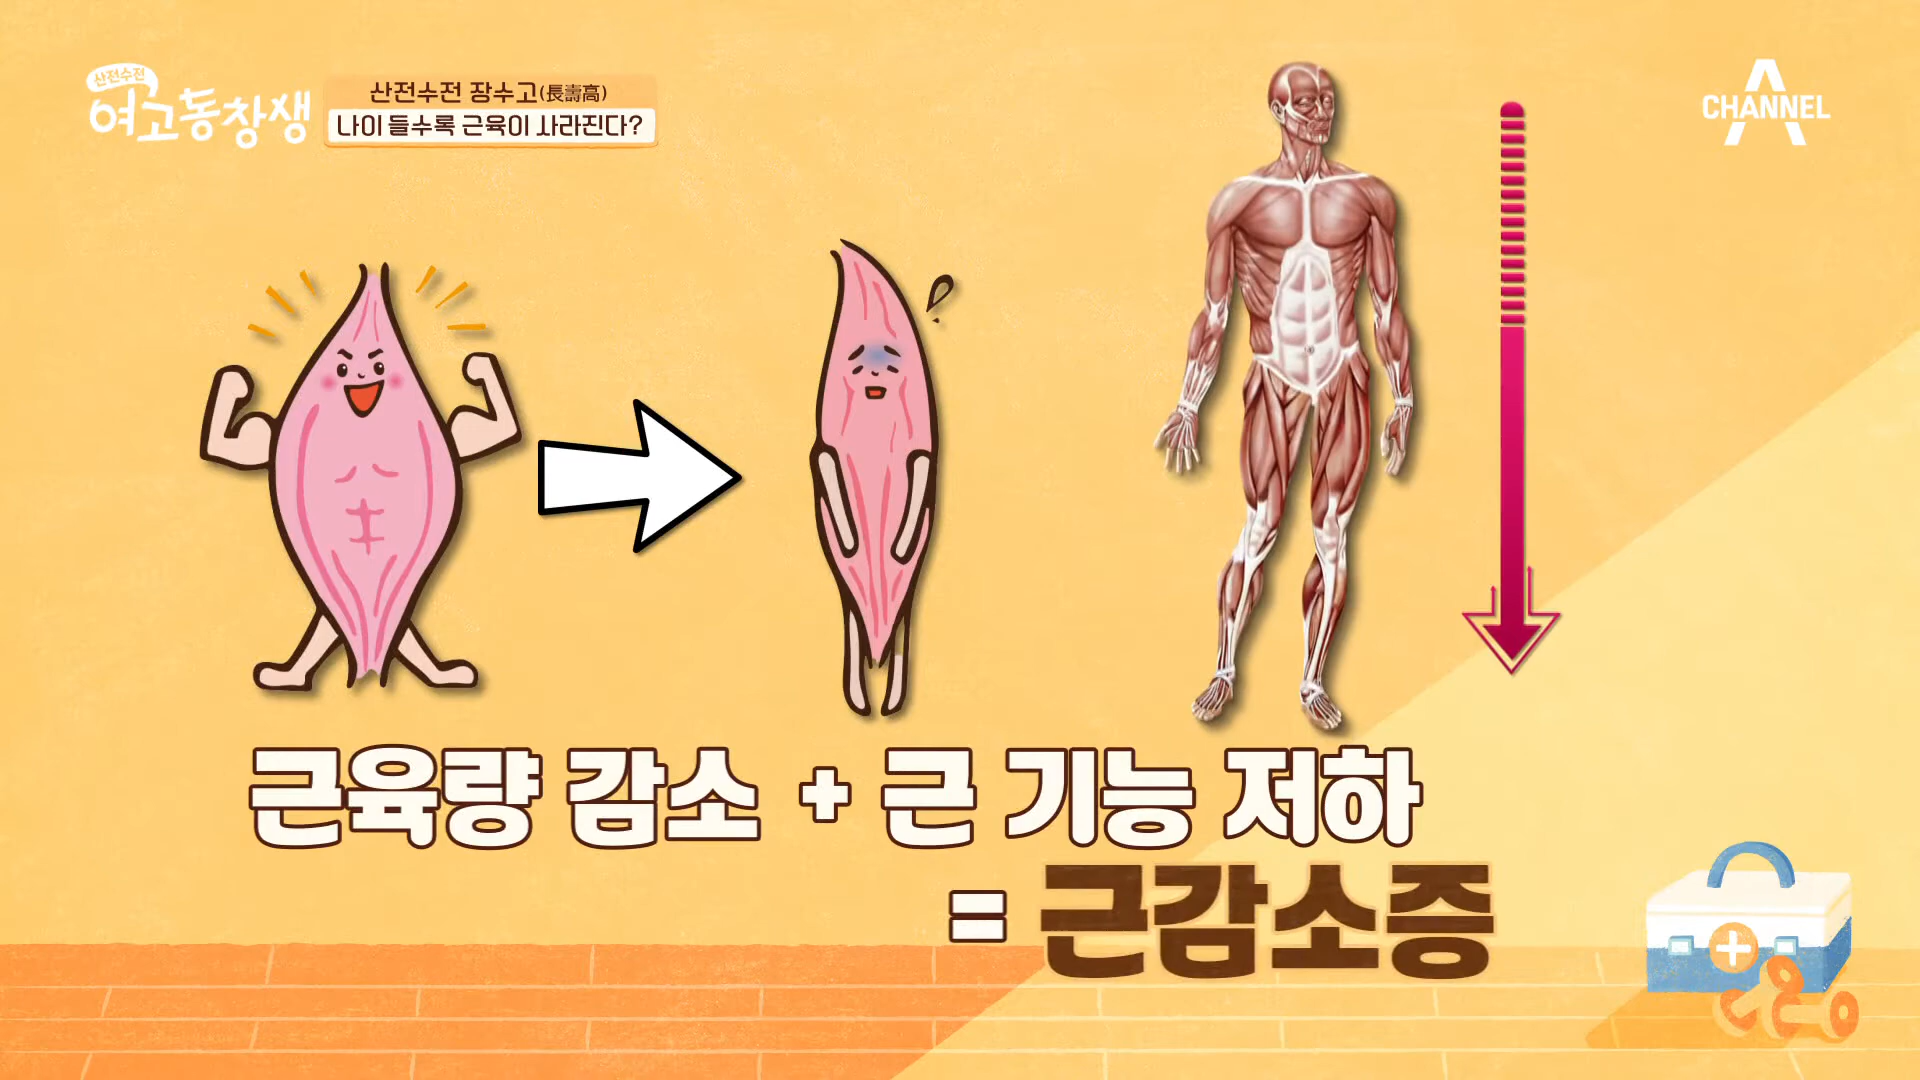 산전수전
여고동창생
산전수전 장수고(長壽高)
나이 들수록 근육이 사라진다?
CHANNEL A
근육량 감소 + 근 기능 저하
= 근감소증